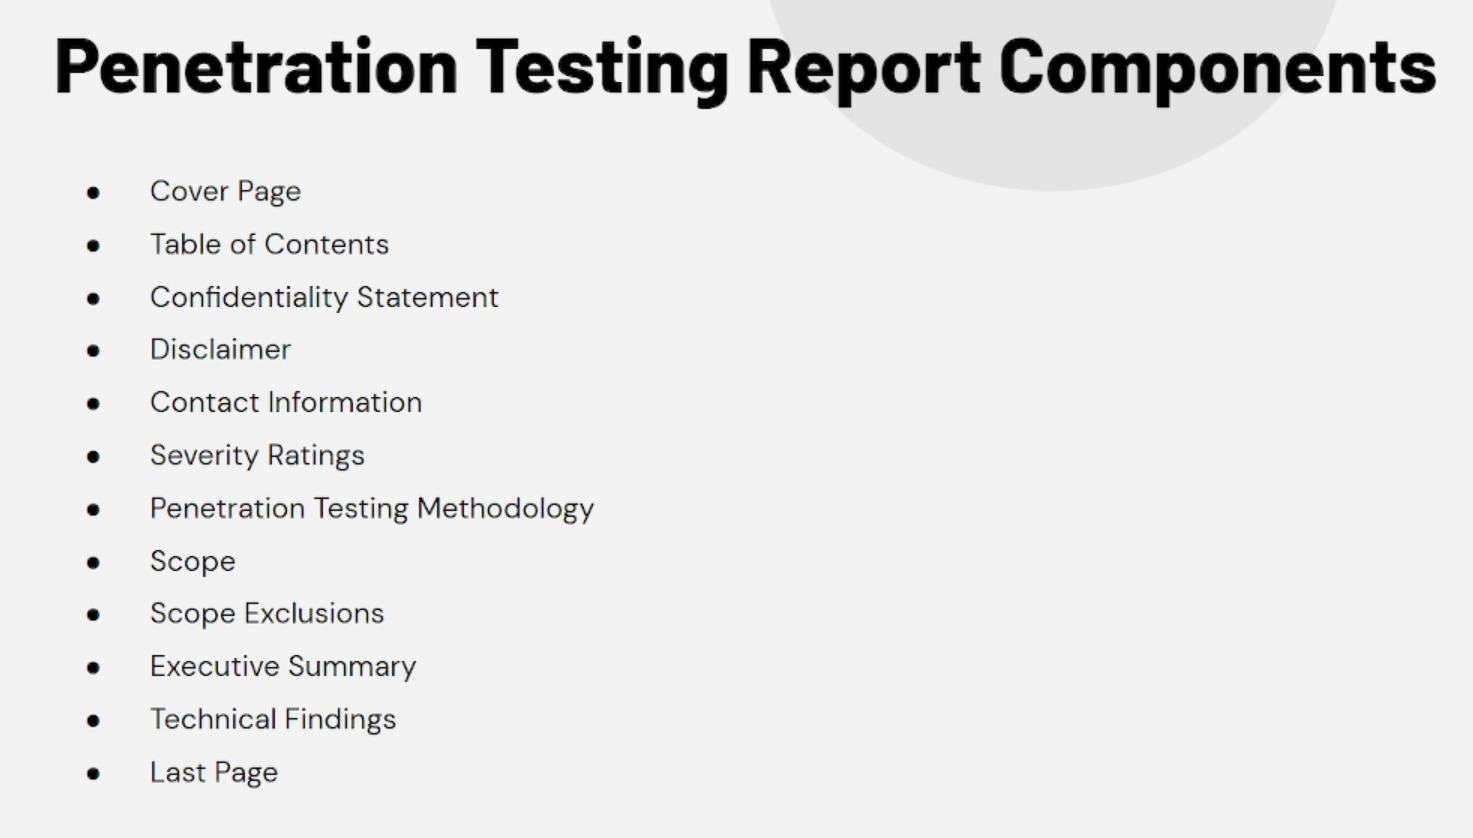 Penetration Testing Report Components
● Cover Page
● Table of Contents
● Confidentiality Statement
● Disclaimer
● Contact Information
● Severity Ratings
● Penetration Testing Methodology
● Scope
● Scope Exclusions
● Executive Summary
● Technical Findings
● Last Page